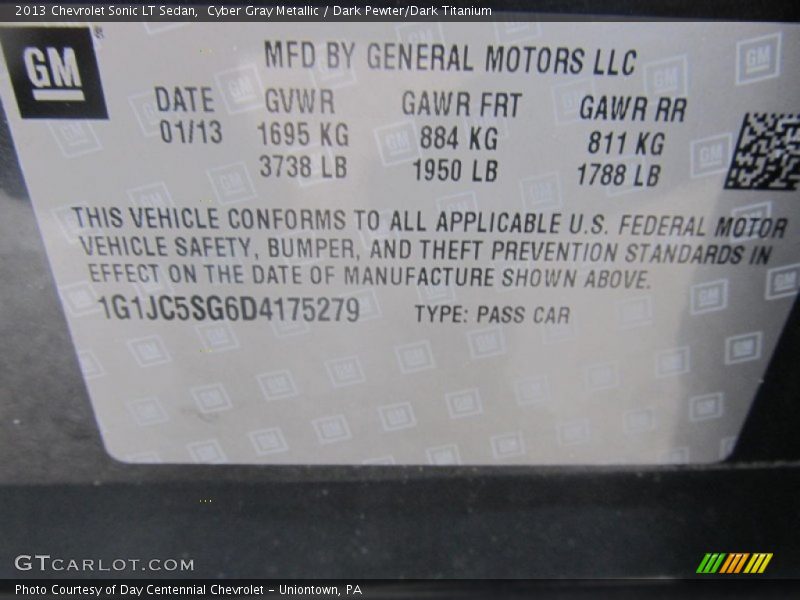 2013 Chevrolet Sonic LT Sedan,  Cyber Gray Metallic / Dark Pewter/Dark Titanium
GM
®
MFD BY GENERAL MOTORS LLC
DATE GVWR GAWR FRT GAWR RR
01/13 1695 KG 884 KG 811 KG
3738 LB 1950 LB 1788 LB
THIS VEHICLE CONFORMS TO ALL APPLICABLE U.S. FEDERAL MOTOR
VEHICLE SAFETY, BUMPER, AND THEFT PREVENTION STANDARDS IN
EFFECT ON THE DATE OF MANUFACTURE SHOWN ABOVE.
1G1JC5SG6D4175279 TYPE: PASS CAR
GTCARLOT.COM
Photo Courtesy of Day Centennial Chevrolet - Uniontown, PA